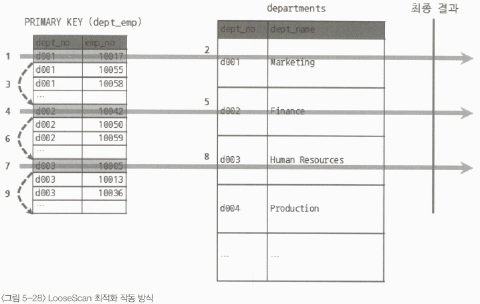 departments
최종 결과
PRIMARY KEY (dept_emp)
dept_no emp_no
dept_no dept_name
1 d001 10017
d001 10055
3 d001 10058
...
4 d002 10042
d002 10050
6 d002 10059
...
7 d003 10005
d003 10013
9 d003 10036
...
2 d001 Marketing
5 d002 Finance
8 d003 Human Resources
d004 Production
... ...
<그림 5-28> LooseScan 최적화 작동 방식